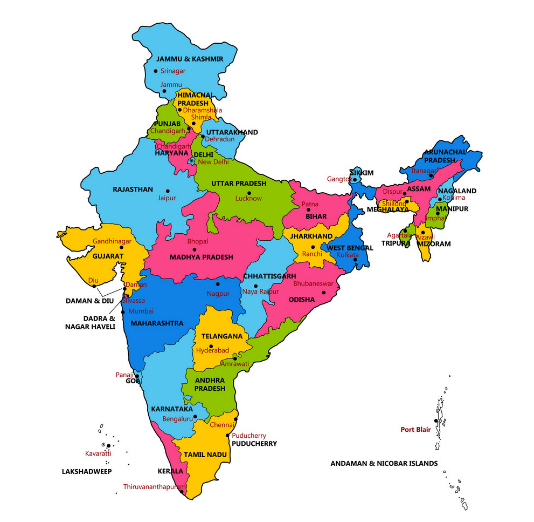 JAMMU & KASHMIR
Srinagar
Jammu
HIMACHAL
PRADESH
Dharamshala
Shimla
PUNJAB
Chandigarh
UTTARAKHAND
Dehradun
Chandigarh
HARYANA
DELHI
New Delhi
ARUNACHAL
PRADESH
Itanagar
SIKKIM
Gangtok
RAJASTHAN
Jaipur
UTTAR PRADESH
Lucknow
Dispur
ASSAM
NAGALAND
Kohima
Shillong
MEGHALAYA
MANIPUR
Imphal
Patna
BIHAR
Agartala
TRIPURA
Aizawl
MIZORAM
JHARKHAND
Ranchi
WEST BENGAL
Kolkata
Gandhinagar
GUJARAT
Bhopal
MADHYA PRADESH
CHHATTISGARH
Naya Raipur
Bhubaneswar
ODISHA
Diu
Daman
DAMAN & DIU
Silvassa
Nagpur
DADRA &
NAGAR HAVELI
Mumbai
MAHARASHTRA
TELANGANA
Hyderabad
Amrawati
Panaji
GOA
ANDHRA
PRADESH
KARNATAKA
Bengaluru
Chennai
Puducherry
PUDUCHERRY
Port Blair
Kavaratti
LAKSHADWEEP
KERALA
TAMIL NADU
ANDAMAN & NICOBAR ISLANDS
Thiruvananthapuram